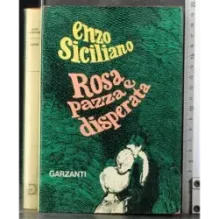 enzo
Siciliano
Rosa
Pazza e
disperata
GARZANTI